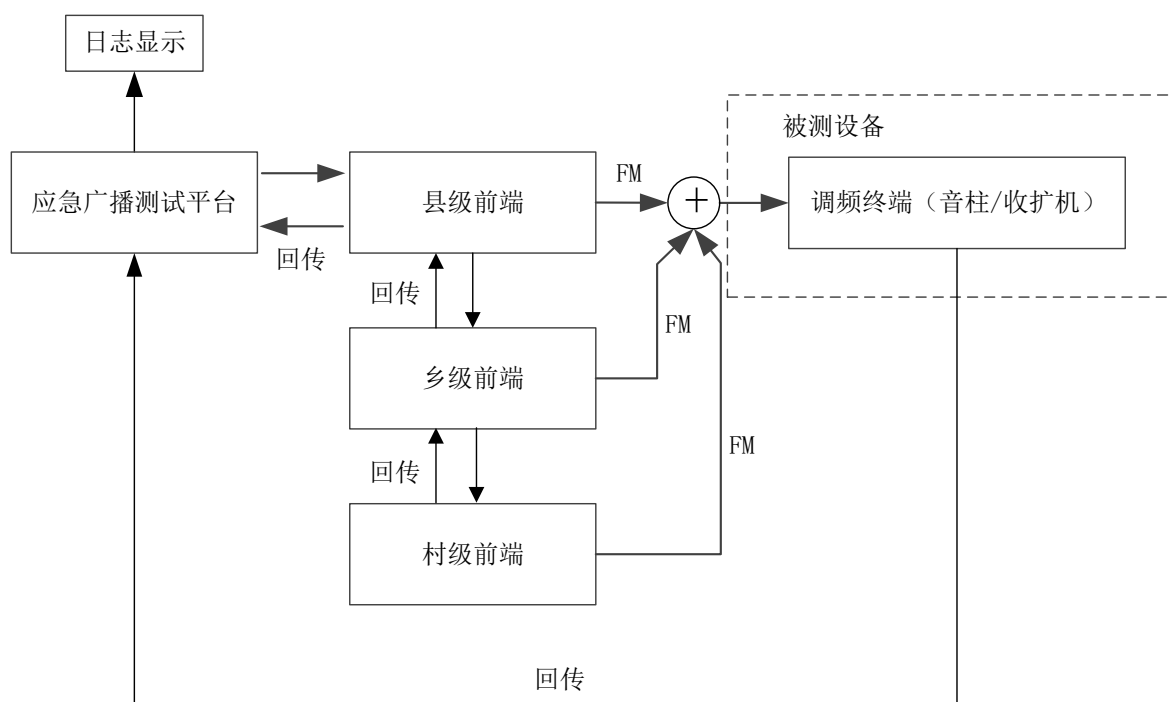 日志显示
被测设备
应急广播测试平台
县级前端
FM
调频终端（音柱/收扩机）
回传
回传
乡级前端
FM
回传
FM
村级前端
回传